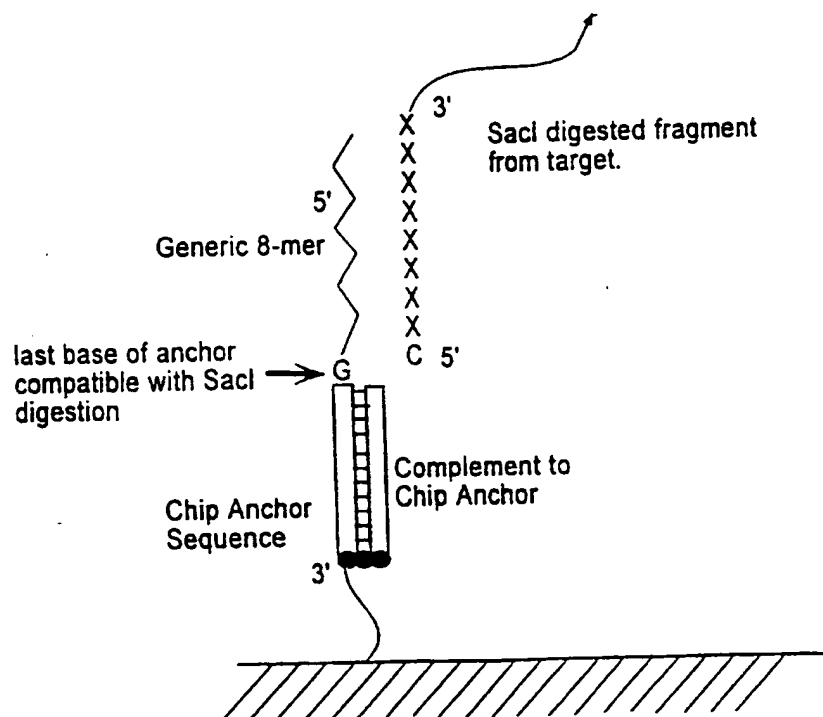 3'
SacI digested fragment
from target.
X
X
X
X
X
X
X
X
5'
Generic 8-mer
last base of anchor
compatible with SacI
digestion
G
C 5'
Chip Anchor
Sequence
Complement to
Chip Anchor
3'